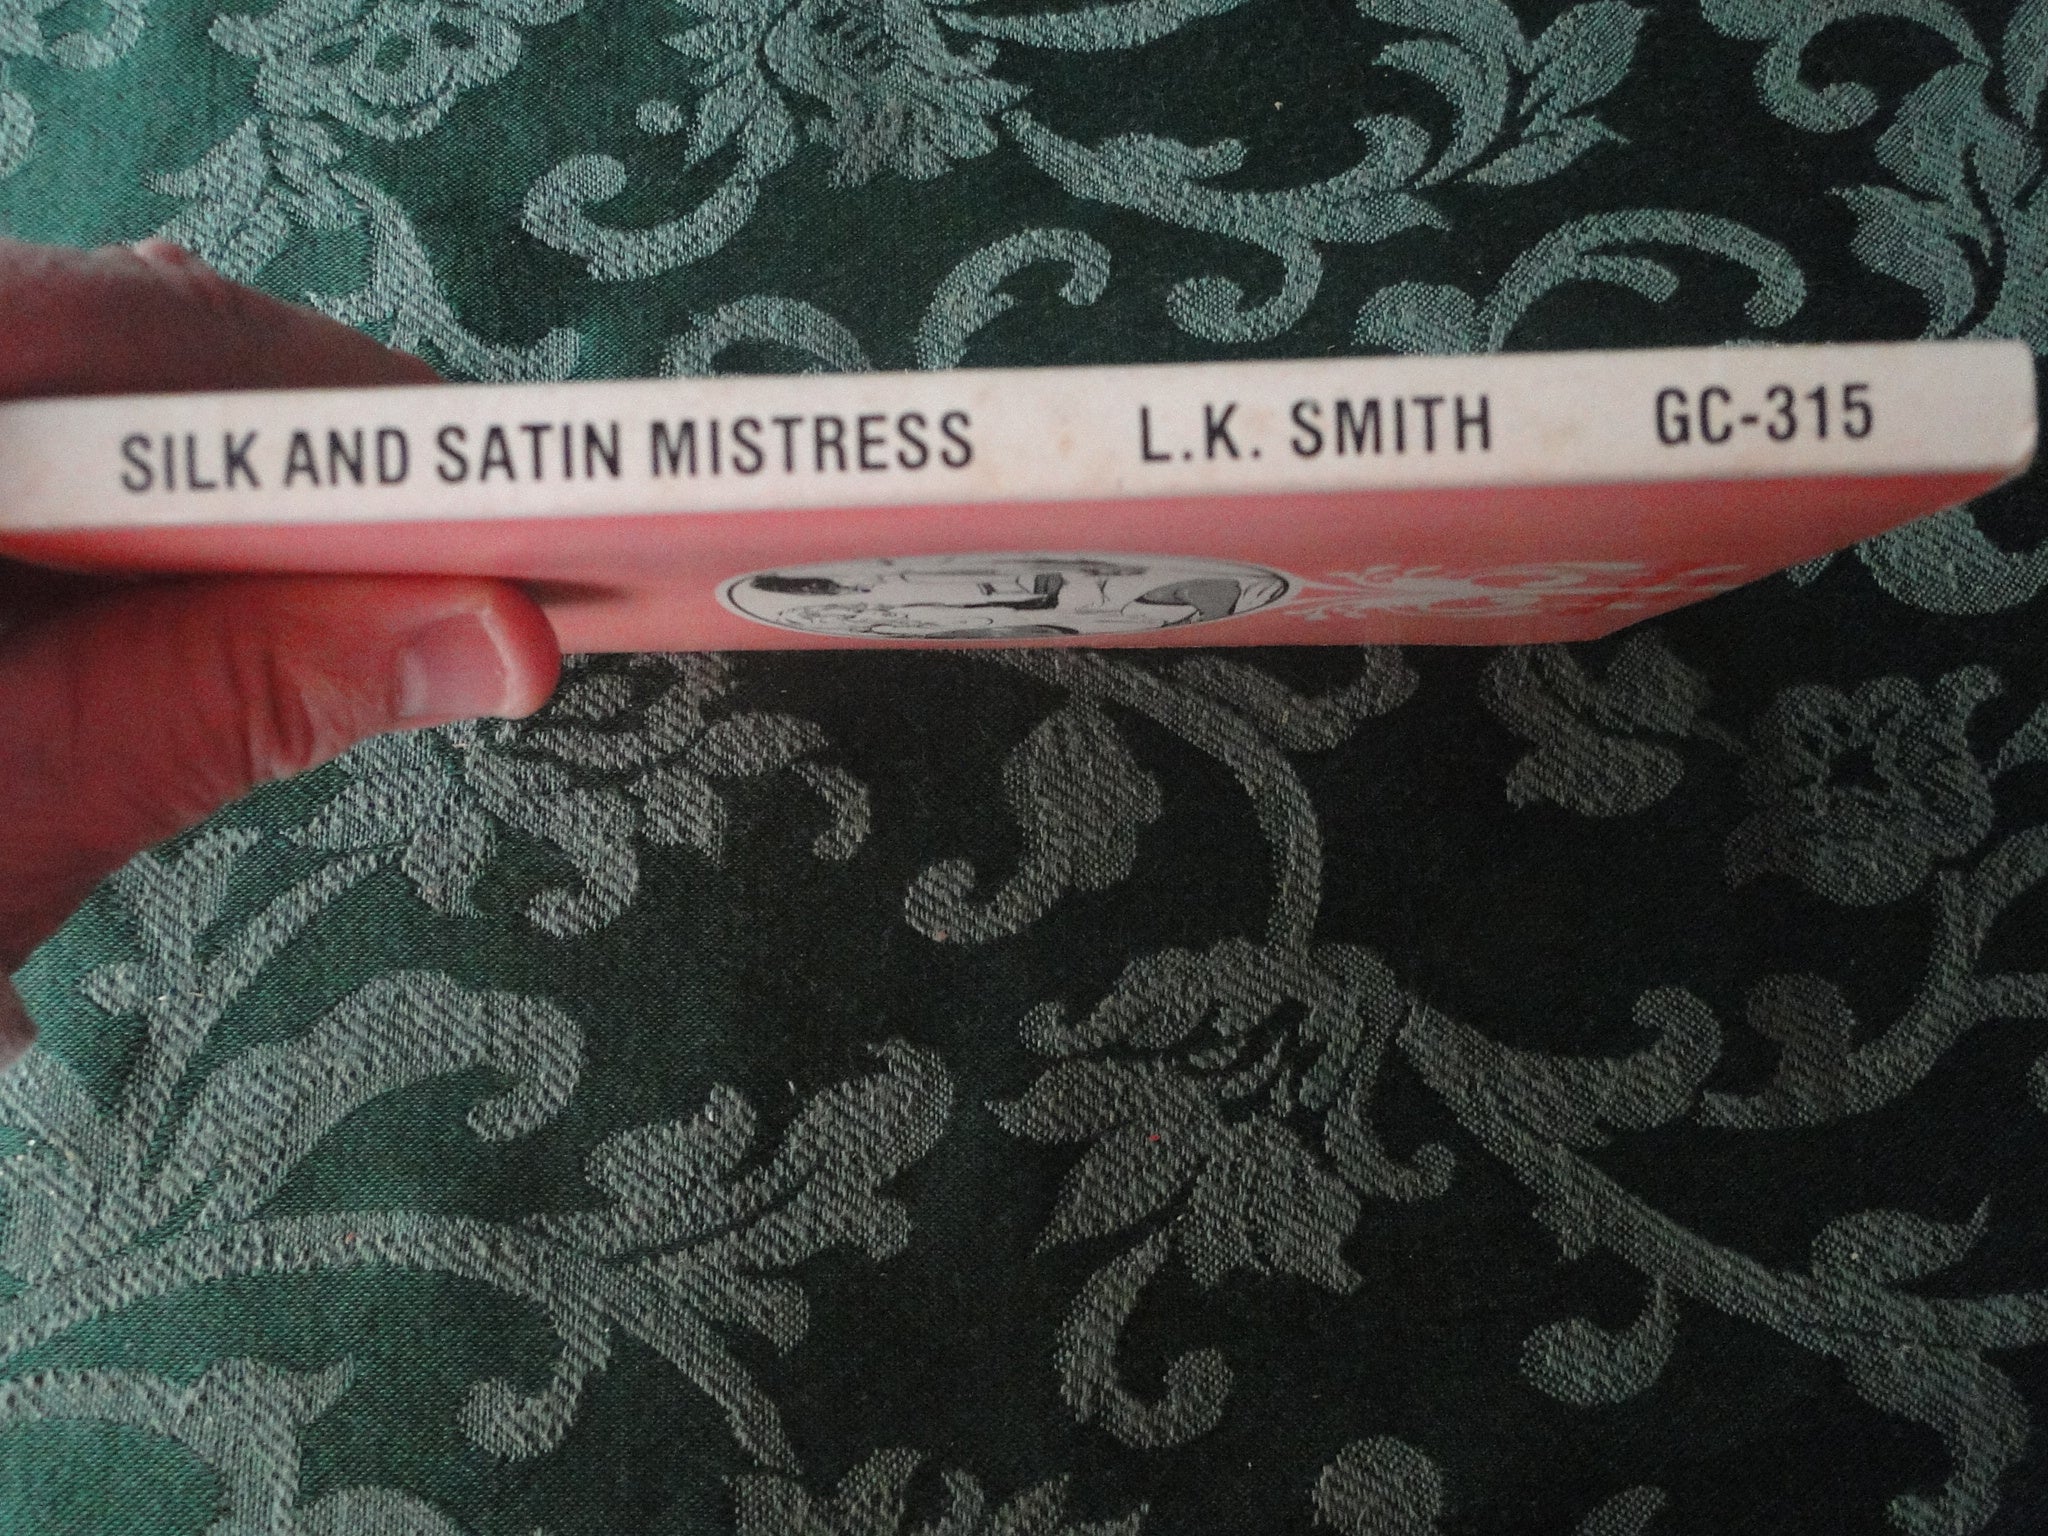 SILK AND SATIN MISTRESS L.K. SMITH GC-315